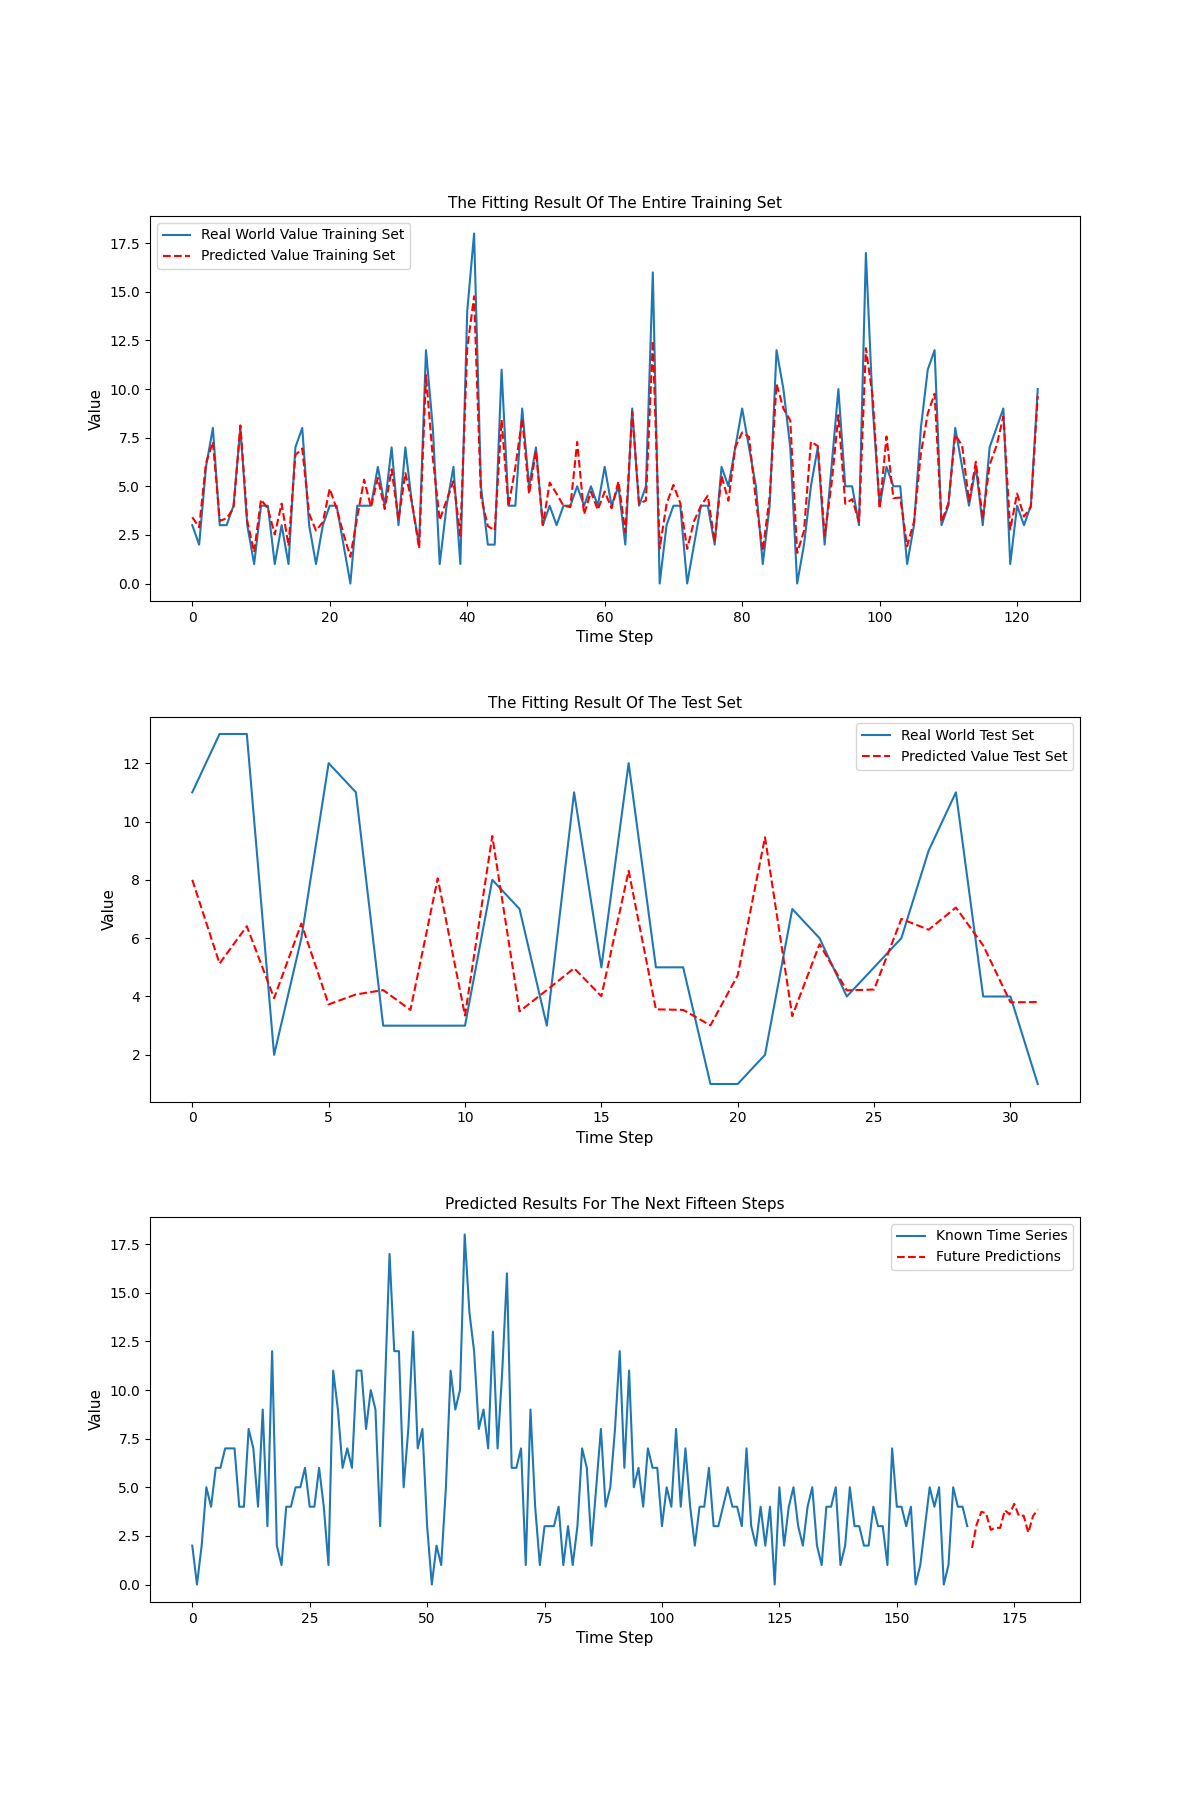 The Fitting Result Of The Entire Training Set
Real World Value Training Set
Predicted Value Training Set
Value
17.5
15.0
12.5
10.0
7.5
5.0
2.5
0.0
0 20 40 60 80 100 120
Time Step
The Fitting Result Of The Test Set
Real World Test Set
Predicted Value Test Set
Value
12
10
8
6
4
2
0 5 10 15 20 25 30
Time Step
Predicted Results For The Next Fifteen Steps
Known Time Series
Future Predictions
Value
17.5
15.0
12.5
10.0
7.5
5.0
2.5
0.0
0 25 50 75 100 125 150 175
Time Step